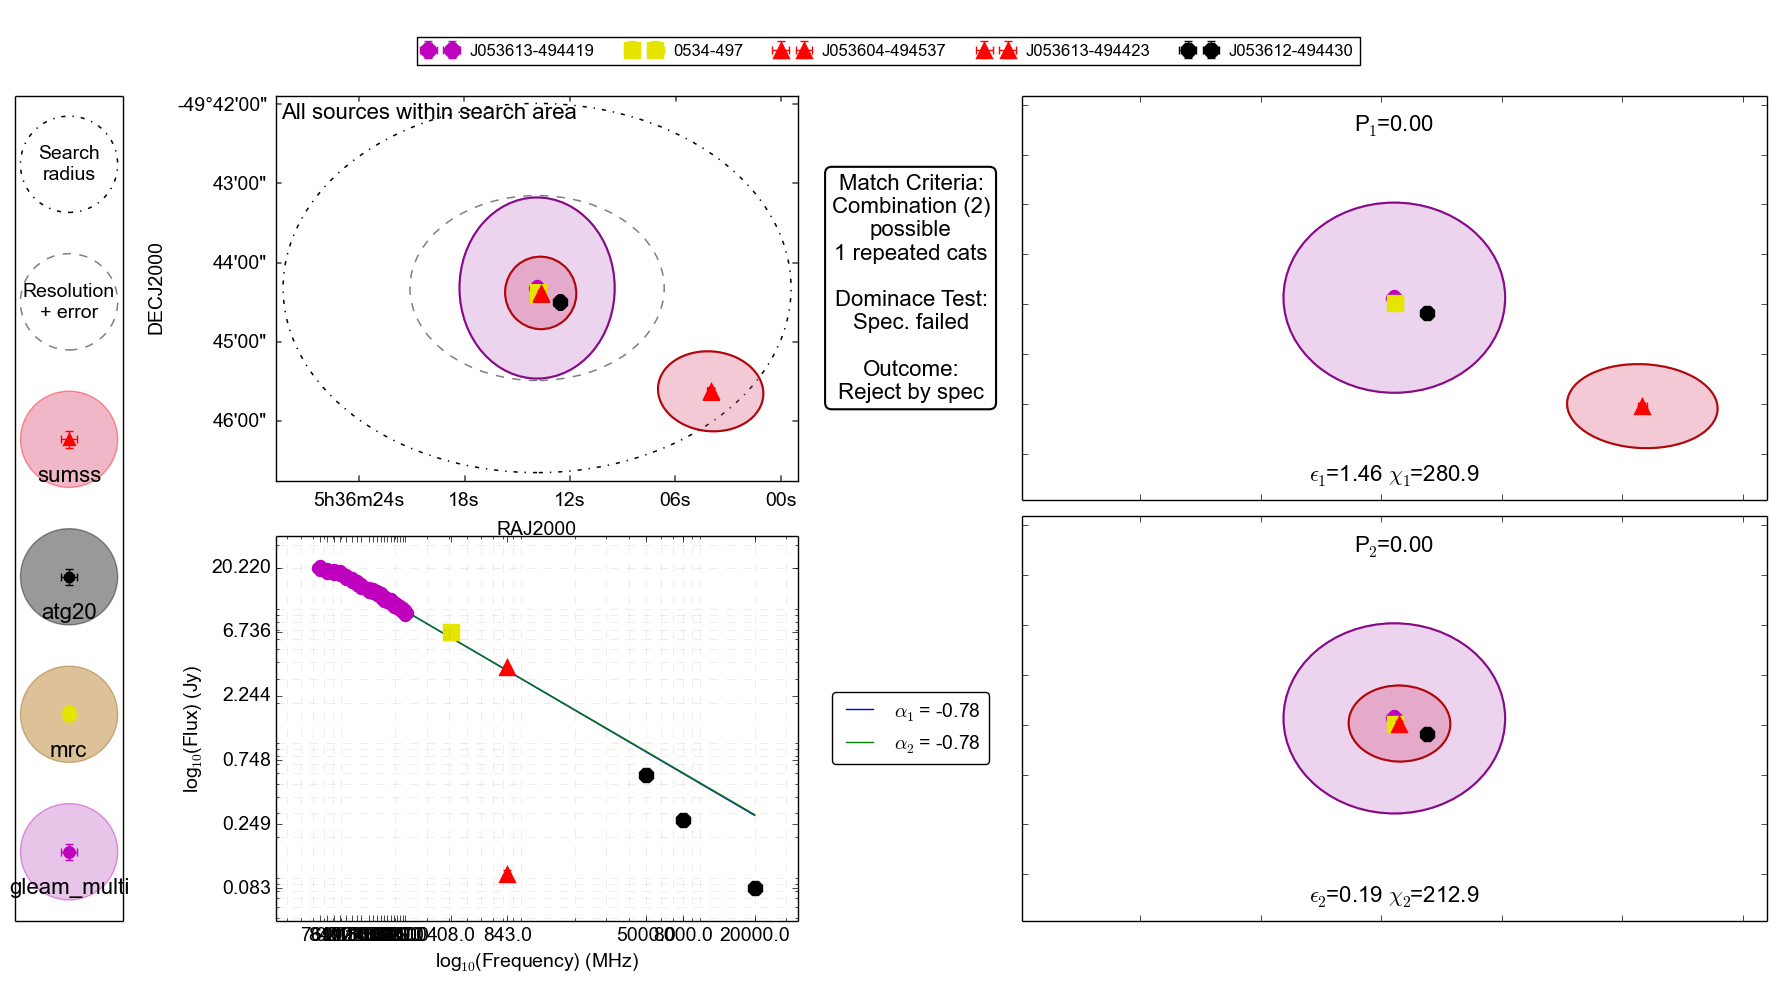 J053613-494419 0534-497 J053604-494537 J053613-494423 J053612-494430
Search
radius
Resolution
+ error
sumss
atg20
mrc
gleam_multi
All sources within search area
-49°42'00"
43'00"
44'00"
45'00"
46'00"
DECJ2000
5h36m24s 18s 12s 06s 00s
RAJ2000
Match Criteria:
Combination (2)
possible
1 repeated cats
Dominace Test:
Spec. failed
Outcome:
Reject by spec
P1=0.00
ϵ1=1.46 χ1=280.9
20.220
6.736
2.244
0.748
0.249
0.083
log10(Flux) (Jy)
408.0 843.0 5000.0 8000.0 20000.0
log10(Frequency) (MHz)
α1 = -0.78
α2 = -0.78
P2=0.00
ϵ2=0.19 χ2=212.9